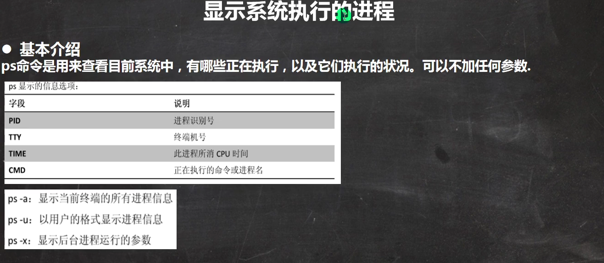 显示系统执行的进程
● 基本介绍
ps命令是用来查看目前系统中，有哪些正在执行，以及它们执行的状况。可以不加任何参数.
ps 显示的信息选项：
字段 说明
PID 进程识别号
TTY 终端机号
TIME 此进程所消 CPU 时间
CMD 正在执行的命令或进程名
ps -a：显示当前终端的所有进程信息
ps -u：以用户的格式显示进程信息
ps -x：显示后台进程运行的参数